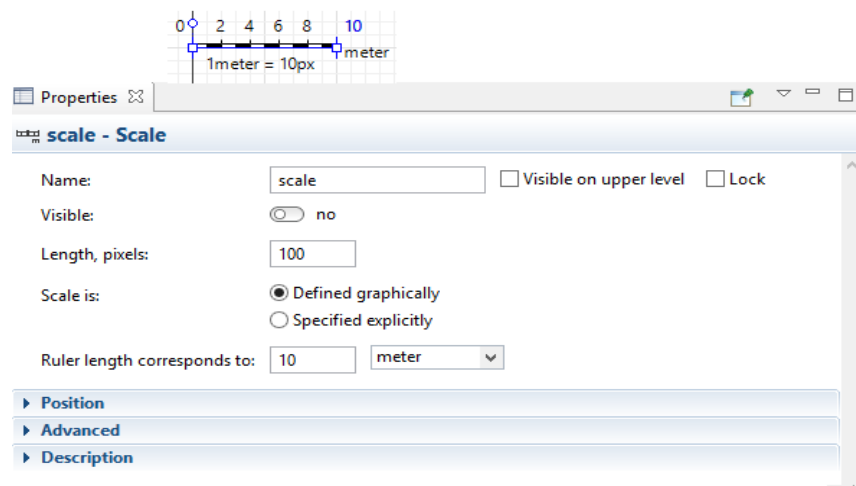 0 2 4 6 8 10
meter
1meter = 10px
Properties
scale - Scale
Name: scale Visible on upper level Lock
Visible: no
Length, pixels: 100
Scale is: Defined graphically
Specified explicitly
Ruler length corresponds to: 10 meter
Position
Advanced
Description